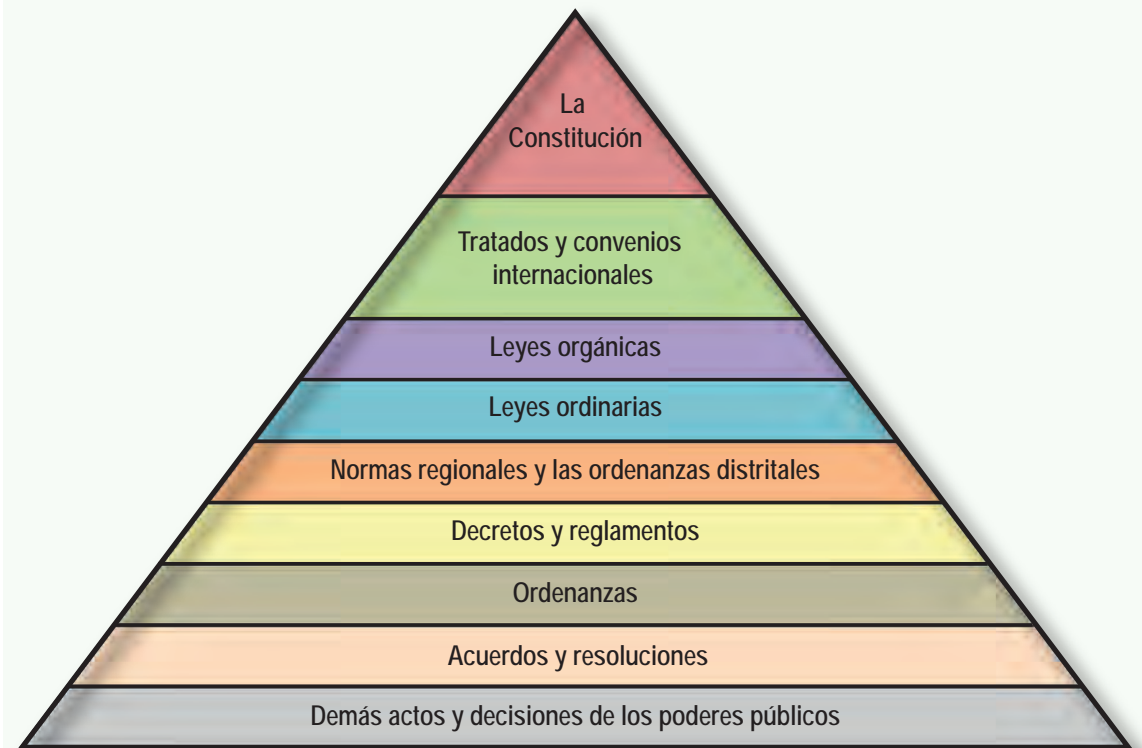 La
Constitución
Tratados y convenios
internacionales
Leyes orgánicas
Leyes ordinarias
Normas regionales y las ordenanzas distritales
Decretos y reglamentos
Ordenanzas
Acuerdos y resoluciones
Demás actos y decisiones de los poderes públicos